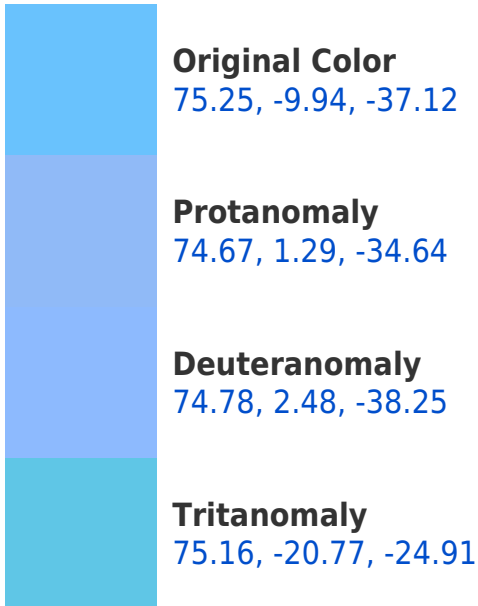 Original Color
75.25, -9.94, -37.12
Protanomaly
74.67, 1.29, -34.64
Deuteranomaly
74.78, 2.48, -38.25
Tritanomaly
75.16, -20.77, -24.91